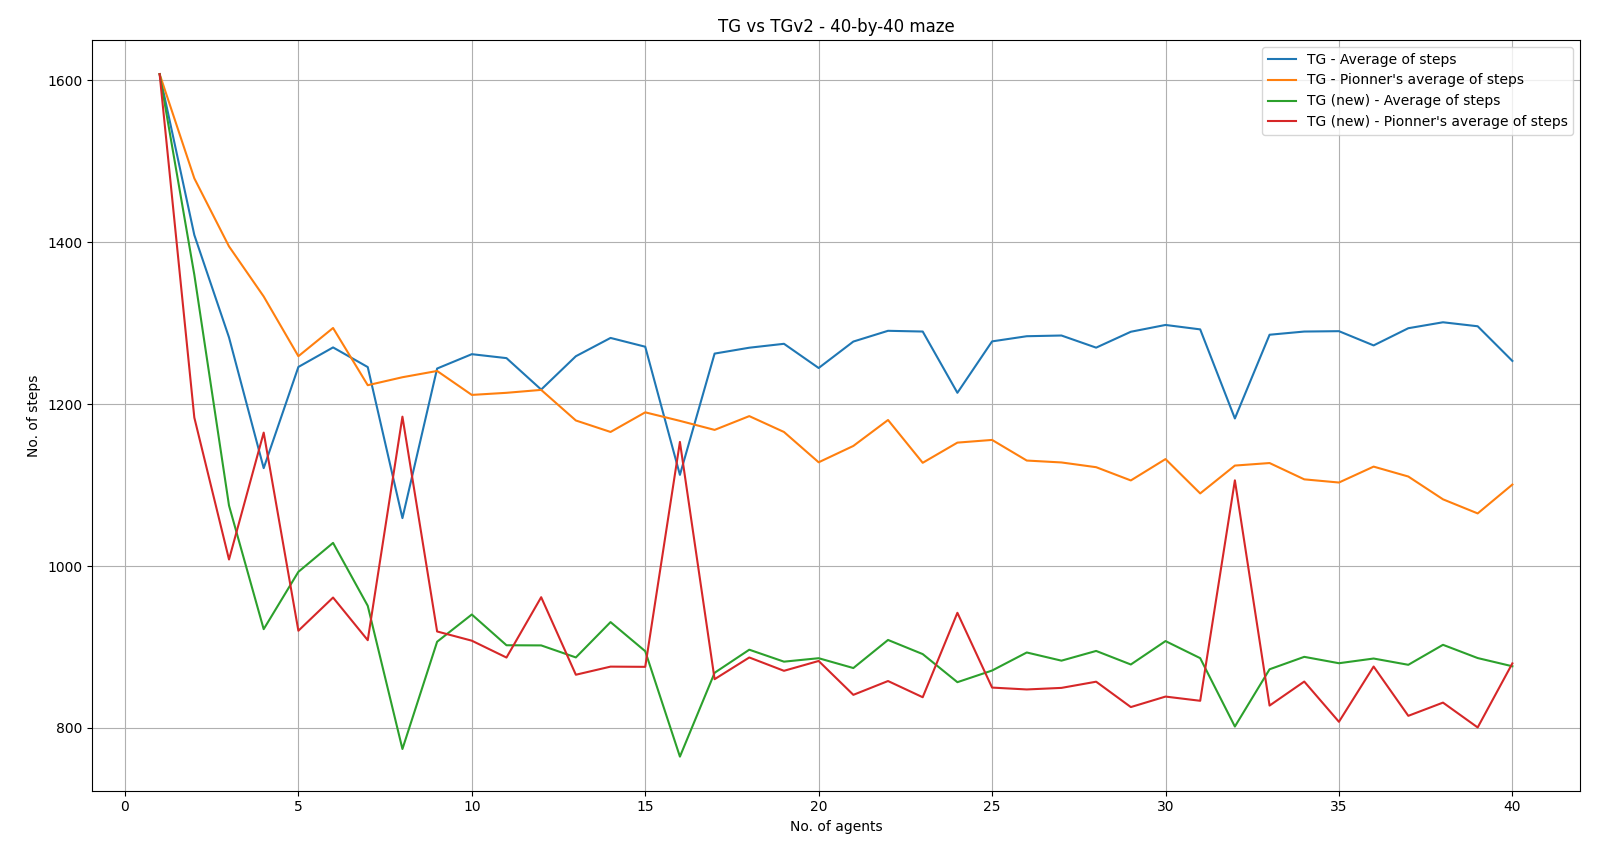 TG vs TGv2 - 40-by-40 maze
TG - Average of steps
TG - Pionner's average of steps
TG (new) - Average of steps
TG (new) - Pionner's average of steps
No. of steps
1600
1400
1200
1000
800
0 5 10 15 20 25 30 35 40
No. of agents